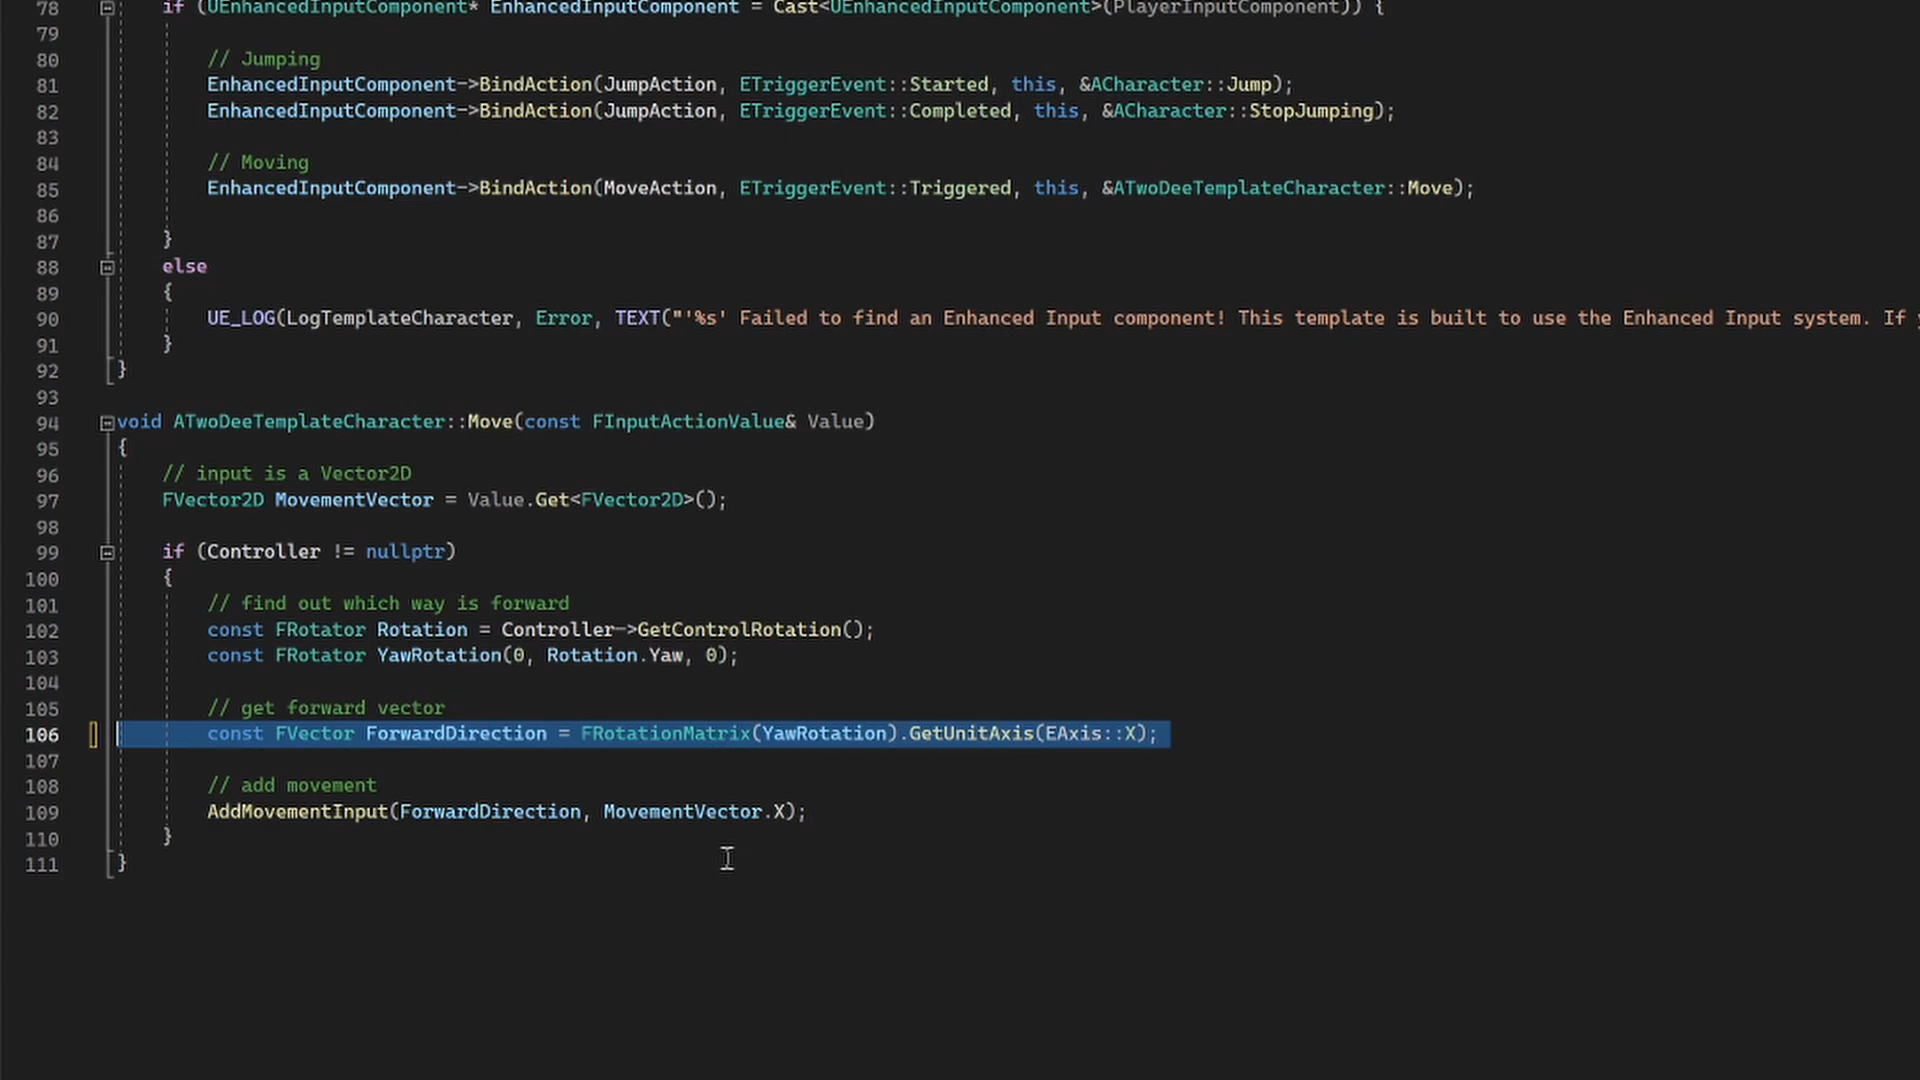 78 if (UEnhancedInputComponent* EnhancedInputComponent = Cast<UEnhancedInputComponent>(PlayerInputComponent)) {
79
80 // Jumping
81 EnhancedInputComponent->BindAction(JumpAction, ETriggerEvent::Started, this, &ACharacter::Jump);
82 EnhancedInputComponent->BindAction(JumpAction, ETriggerEvent::Completed, this, &ACharacter::StopJumping);
83
84 // Moving
85 EnhancedInputComponent->BindAction(MoveAction, ETriggerEvent::Triggered, this, &ATwoDeeTemplateCharacter::Move);
86
87 }
88 else
89 {
90 UE_LOG(LogTemplateCharacter, Error, TEXT("'%s' Failed to find an Enhanced Input component! This template is built to use the Enhanced Input system. If
91 }
92 }
93
94 void ATwoDeeTemplateCharacter::Move(const FInputActionValue& Value)
95 {
96 // input is a Vector2D
97 FVector2D MovementVector = Value.Get<FVector2D>();
98
99 if (Controller != nullptr)
100 {
101 // find out which way is forward
102 const FRotator Rotation = Controller->GetControlRotation();
103 const FRotator YawRotation(0, Rotation.Yaw, 0);
104
105 // get forward vector
106 const FVector ForwardDirection = FRotationMatrix(YawRotation).GetUnitAxis(EAxis::X);
107
108 // add movement
109 AddMovementInput(ForwardDirection, MovementVector.X);
110 }
111 }